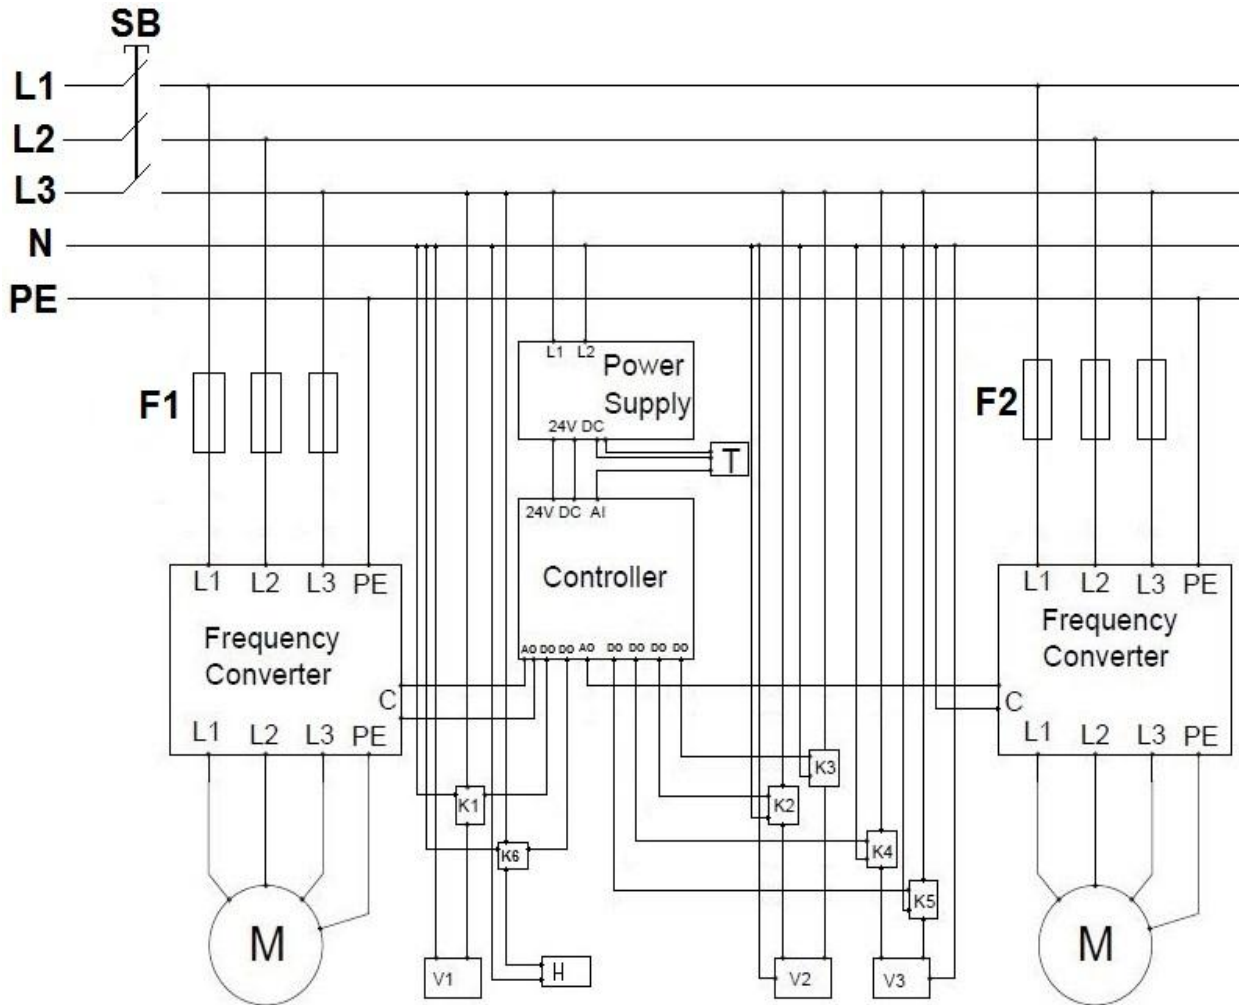 SB
L1
L2
L3
N
PE
L1 L2
Power
Supply
24V DC
F1
F2
T
24V DC AI
Controller
AO DO DO AO DO DO DO DO
L1 L2 L3 PE
Frequency
Converter
C
L1 L2 L3 PE
L1 L2 L3 PE
Frequency
Converter
C
L1 L2 L3 PE
K3
K1
K2
K6
K4
K5
M
V1
H
V2
V3
M